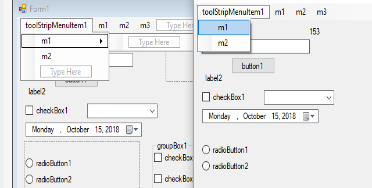 Form1
toolStripMenuItem1 m1 m2 m3 Type Here
m1
Type Here
m2
Type Here
label2
checkBox1
Monday , October 15, 2018
groupBox1
radioButton1
checkBox
radioButton2
checkBox
toolStripMenuItem1 m1 m2 m3
m1
153
m2
button1
label2
checkBox1
Monday , October 15, 2018
radioButton1
radioButton2